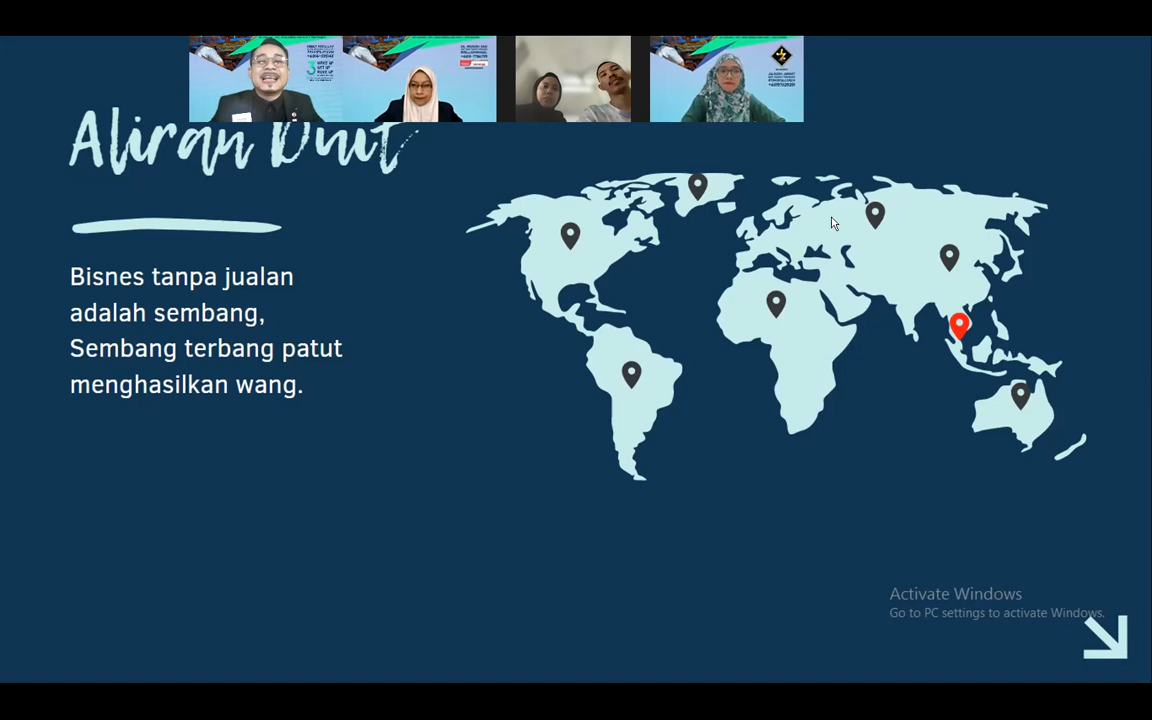 Aliran Duit
Bisnes tanpa jualan
adalah sembang,
Sembang terbang patut
menghasilkan wang.
Activate Windows
Go to PC settings to activate Windows.